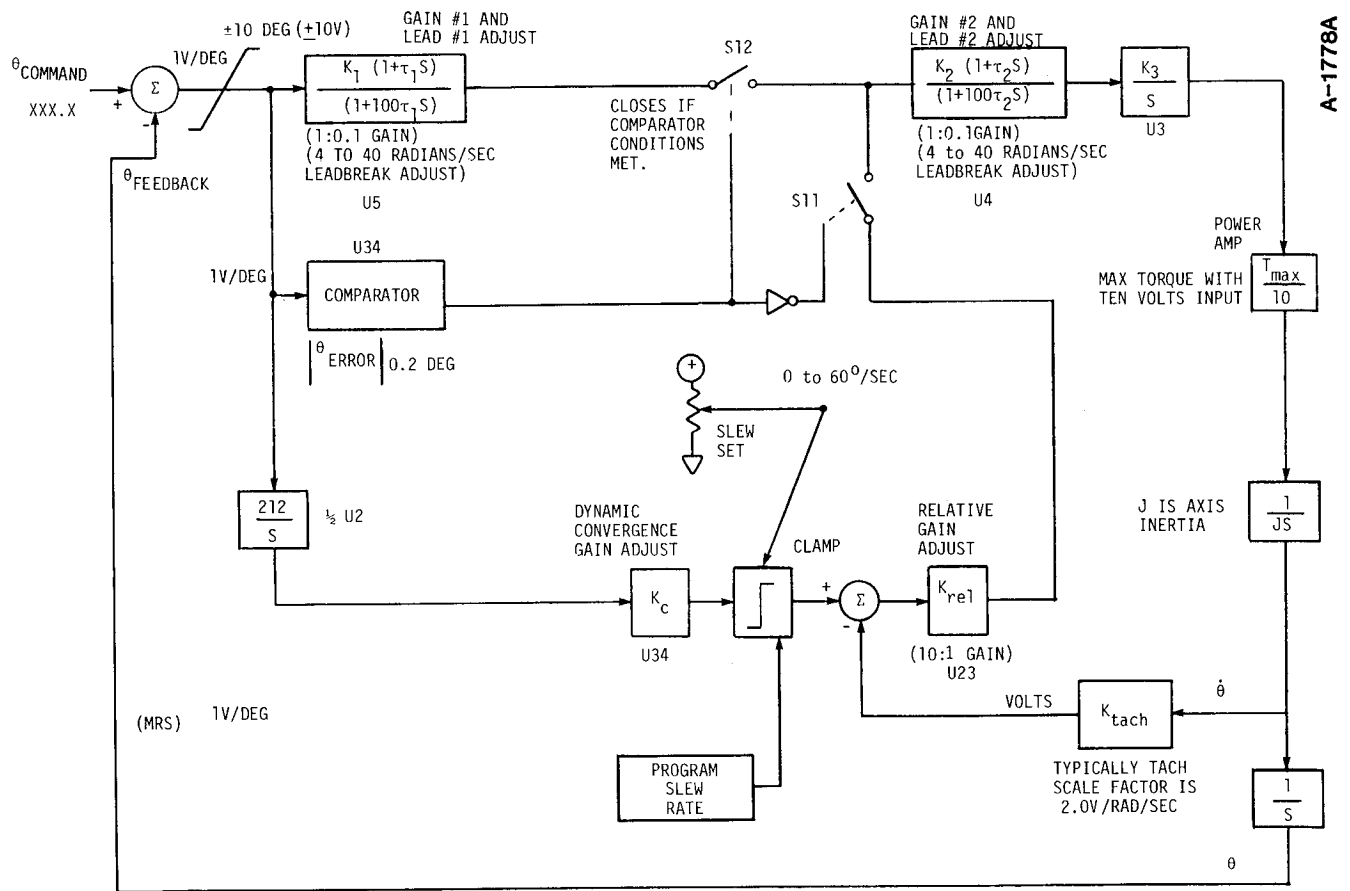 A-1778A
±10 DEG (±10V)
1V/DEG
GAIN #1 AND
LEAD #1 ADJUST
S12
GAIN #2 AND
LEAD #2 ADJUST
θCOMMAND
XXX.X
+
Σ
-
K1 (1+τ1S)
(1+100τ1S)
(1:0.1 GAIN)
(4 TO 40 RADIANS/SEC
LEADBREAK ADJUST)
U5
CLOSES IF
COMPARATOR
CONDITIONS
MET.
K2 (1+τ2S)
(1+100τ2S)
(1:0.1GAIN)
(4 to 40 RADIANS/SEC
LEADBREAK ADJUST)
U4
K3
S
U3
θFEEDBACK
S11
U34
1V/DEG
COMPARATOR
|θERROR| 0.2 DEG
POWER
AMP
MAX TORQUE WITH
TEN VOLTS INPUT
Tmax
10
+
0 to 60°/SEC
SLEW
SET
212
S
½ U2
J IS AXIS
INERTIA
1
JS
DYNAMIC
CONVERGENCE
GAIN ADJUST
CLAMP
RELATIVE
GAIN
ADJUST
Kc
U34
+
Σ
-
Krel
(10:1 GAIN)
U23
(MRS) 1V/DEG
VOLTS
Ktach
θ̇
TYPICALLY TACH
SCALE FACTOR IS
2.0V/RAD/SEC
PROGRAM
SLEW
RATE
1
S
θ